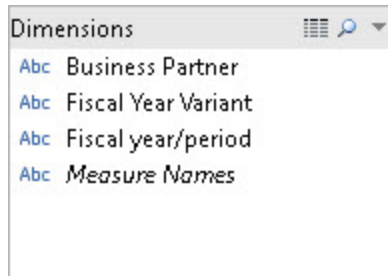 Dimensions
Abc Business Partner
Abc Fiscal Year Variant
Abc Fiscal year/period
Abc Measure Names